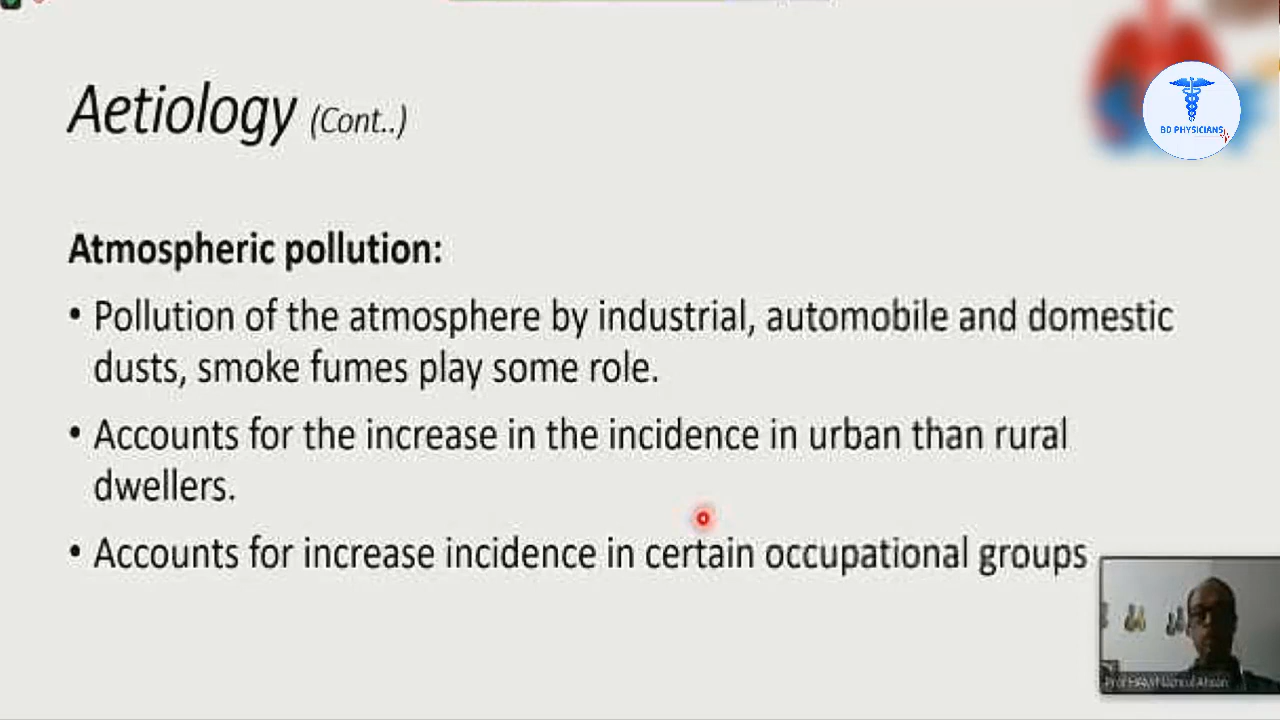 Aetiology (Cont..)
BD PHYSICIANS
Atmospheric pollution:
• Pollution of the atmosphere by industrial, automobile and domestic
dusts, smoke fumes play some role.
• Accounts for the increase in the incidence in urban than rural
dwellers.
• Accounts for increase incidence in certain occupational groups
Prof Ahsan